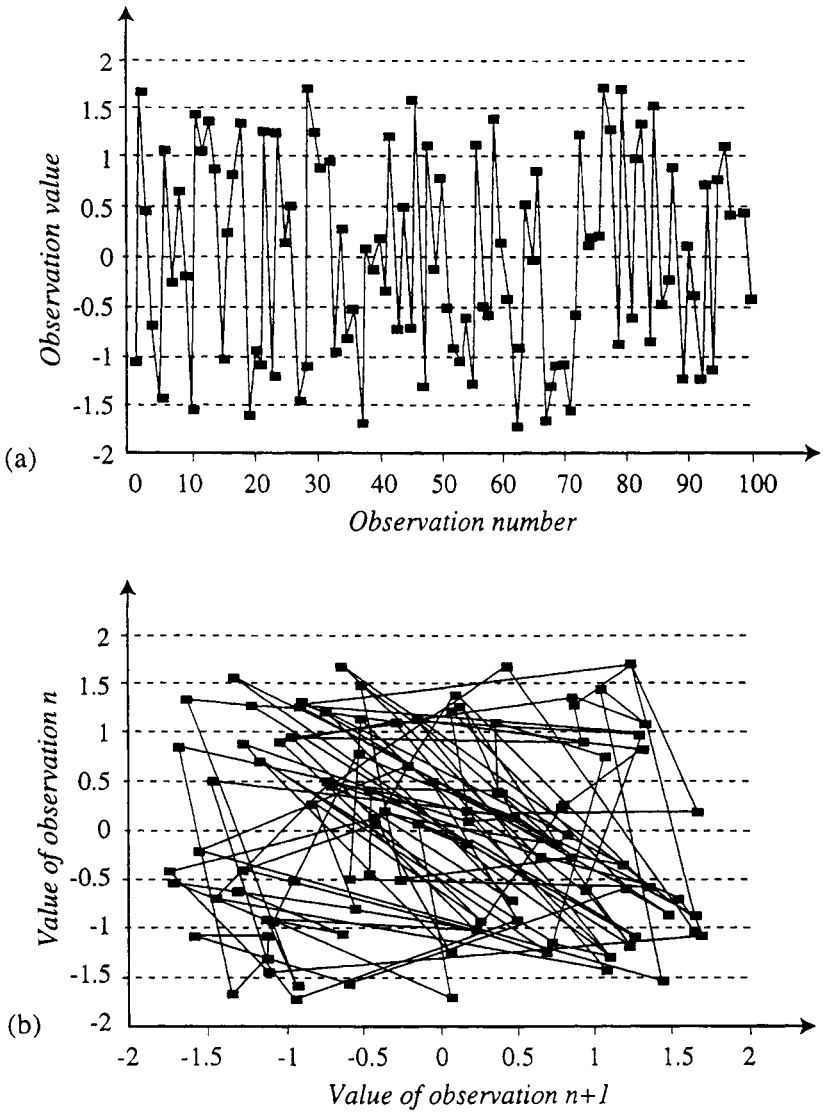 2
1.5
1
0.5
0
-0.5
-1
-1.5
-2
Observation value
(a)
0 10 20 30 40 50 60 70 80 90 100
Observation number
2
1.5
1
0.5
0
-0.5
-1
-1.5
-2
Value of observation n
(b)
-2 -1.5 -1 -0.5 0 0.5 1 1.5 2
Value of observation n+1